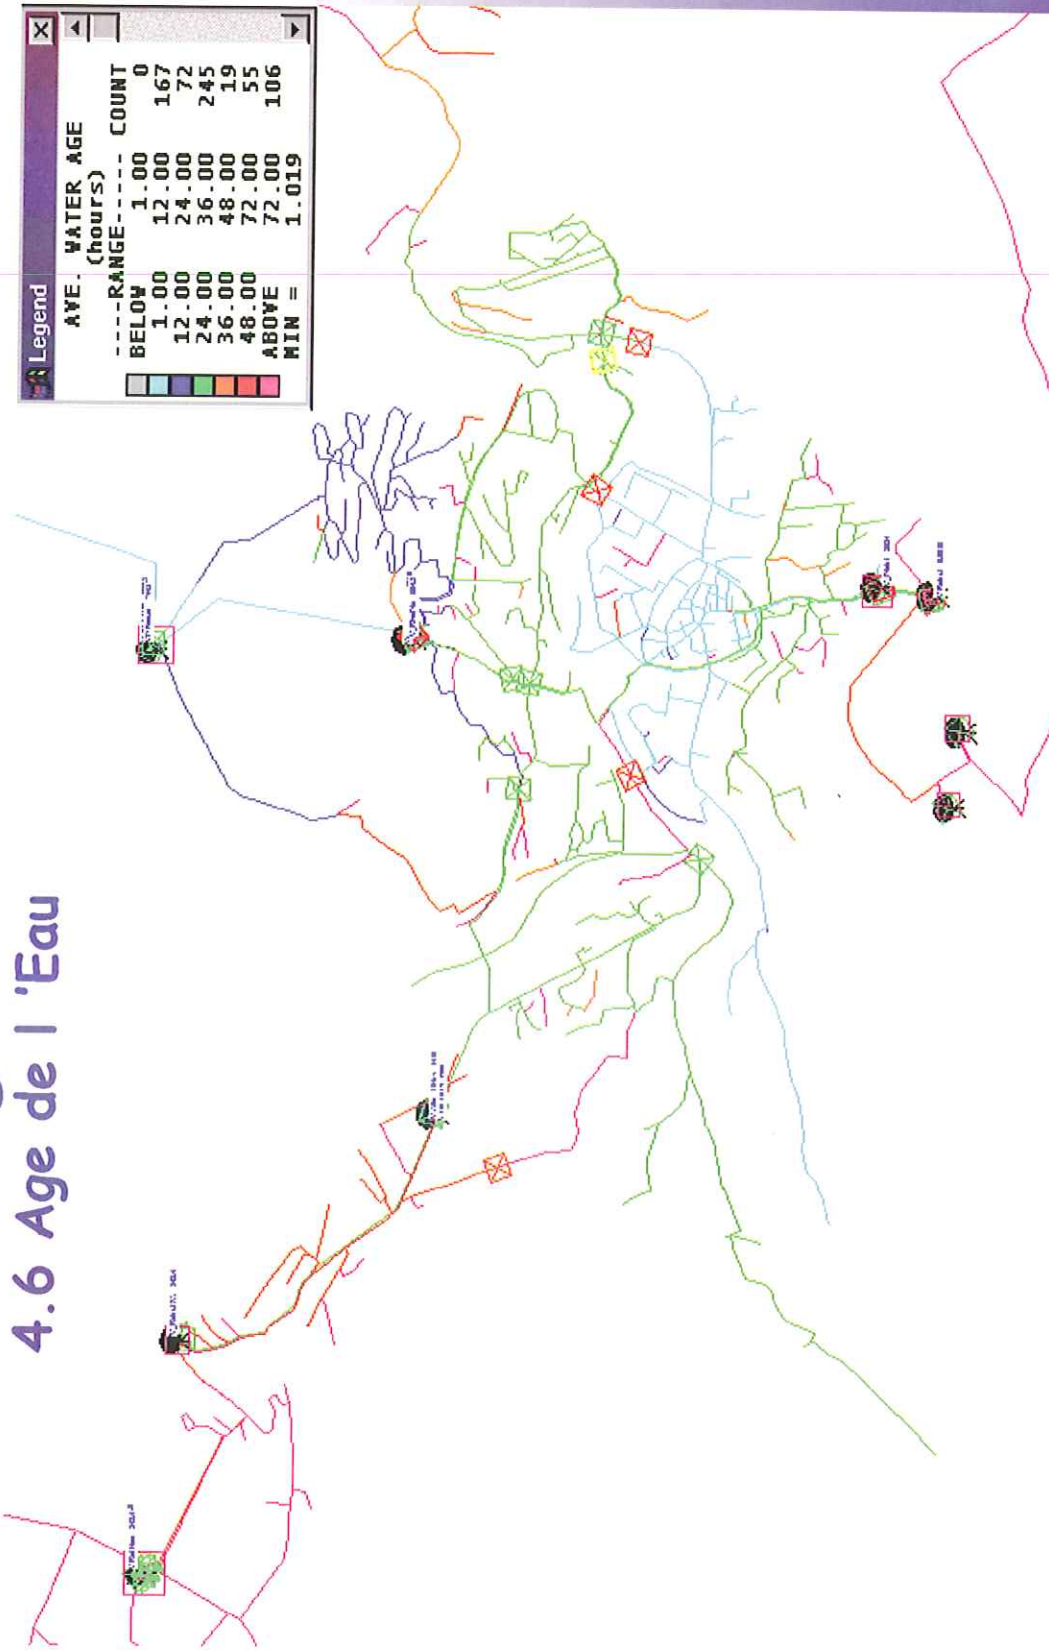 4.6 Age de l 'Eau
Legend
AVE. WATER AGE
(hours)
----RANGE----- COUNT
BELOW 1.00 0
1.00 12.00 167
12.00 24.00 72
24.00 36.00 245
36.00 48.00 19
48.00 72.00 55
ABOVE 72.00 106
MIN = 1.019